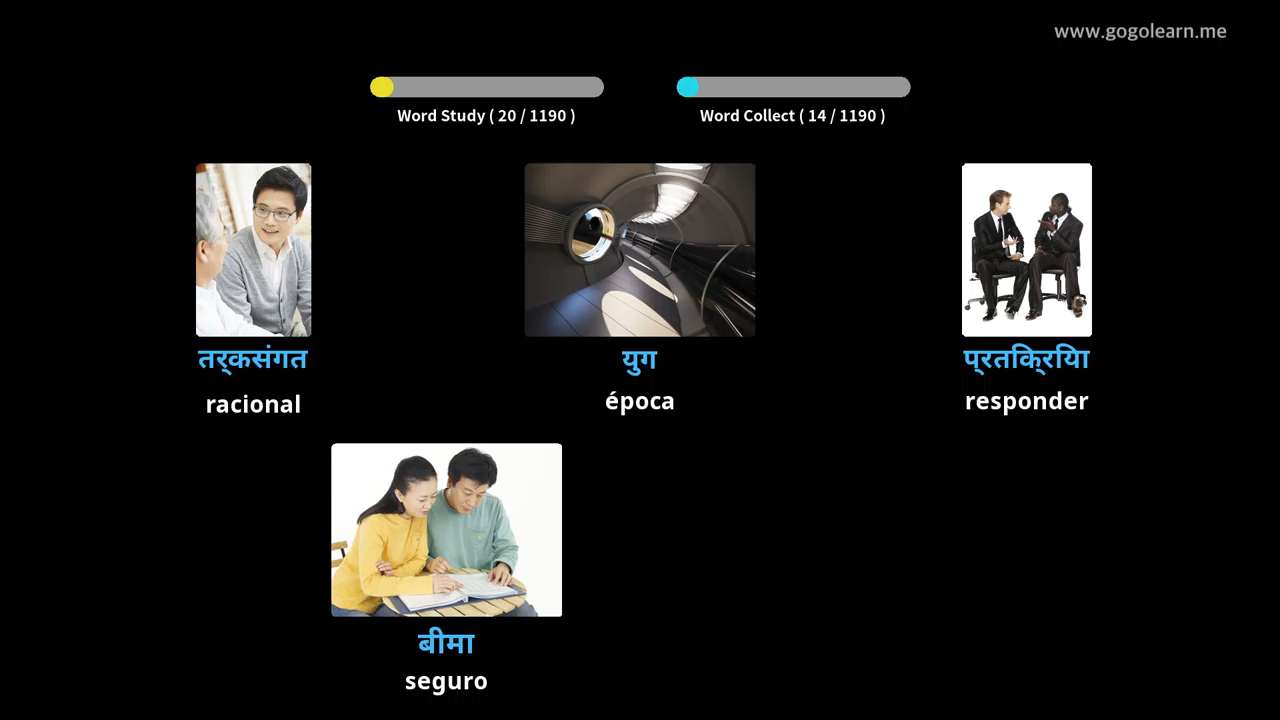 www.gogolearn.me
Word Study ( 20 / 1190 )
Word Collect ( 14 / 1190 )
तर्कसंगत
racional
युग
época
प्रतिक्रिया
responder
बीमा
seguro